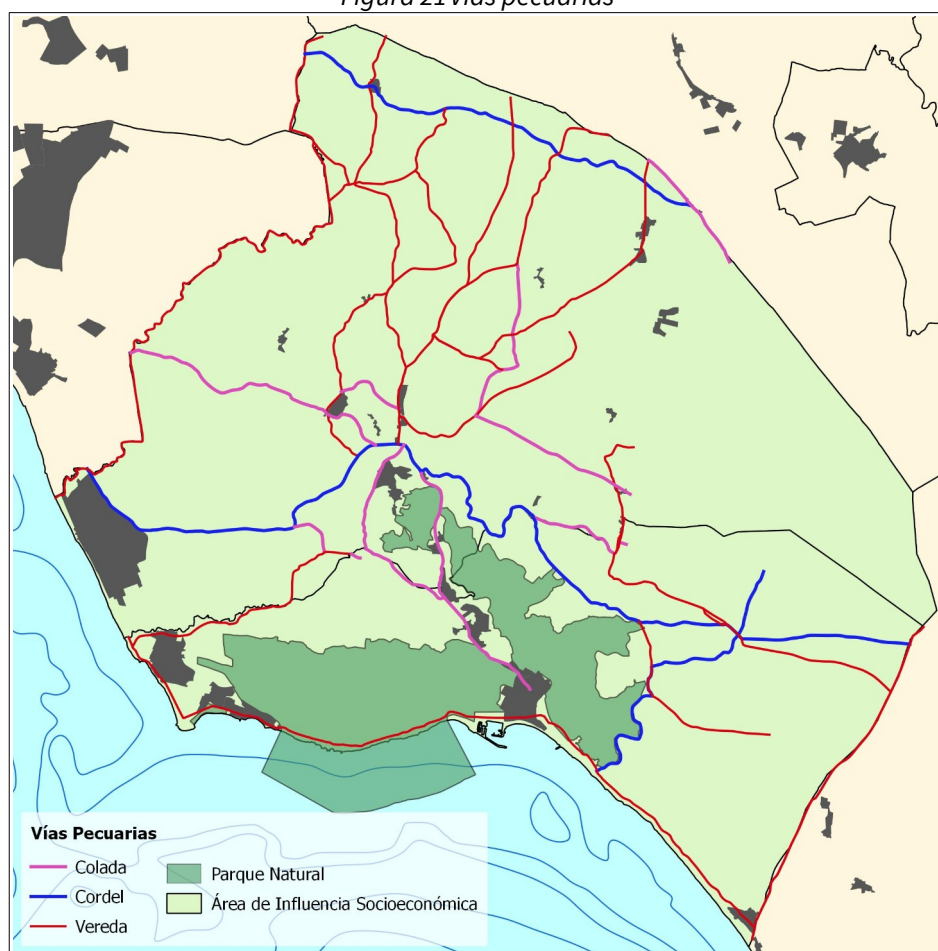 Figura 21 Vías pecuarias
Vías Pecuarias
Colada
Cordel
Vereda
Parque Natural
Área de Influencia Socioeconómica